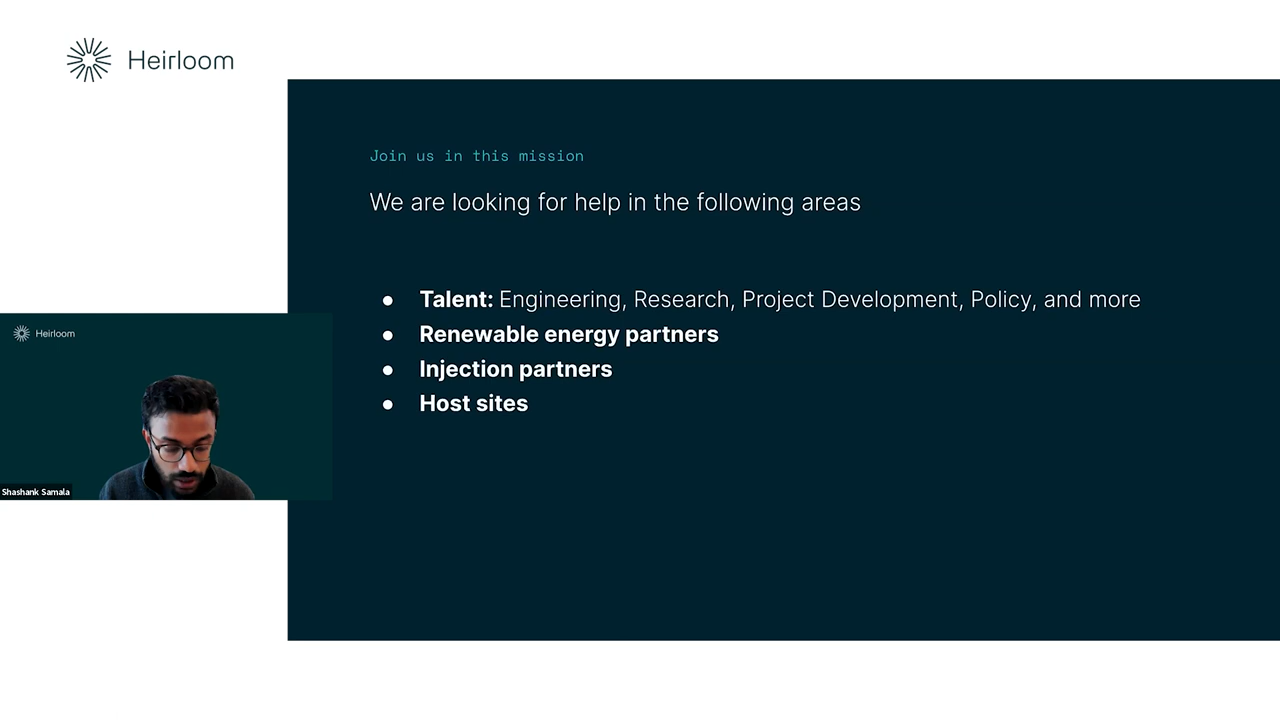 Heirloom
Join us in this mission
We are looking for help in the following areas
● Talent: Engineering, Research, Project Development, Policy, and more
● Renewable energy partners
● Injection partners
● Host sites
Heirloom
Shashank Samala